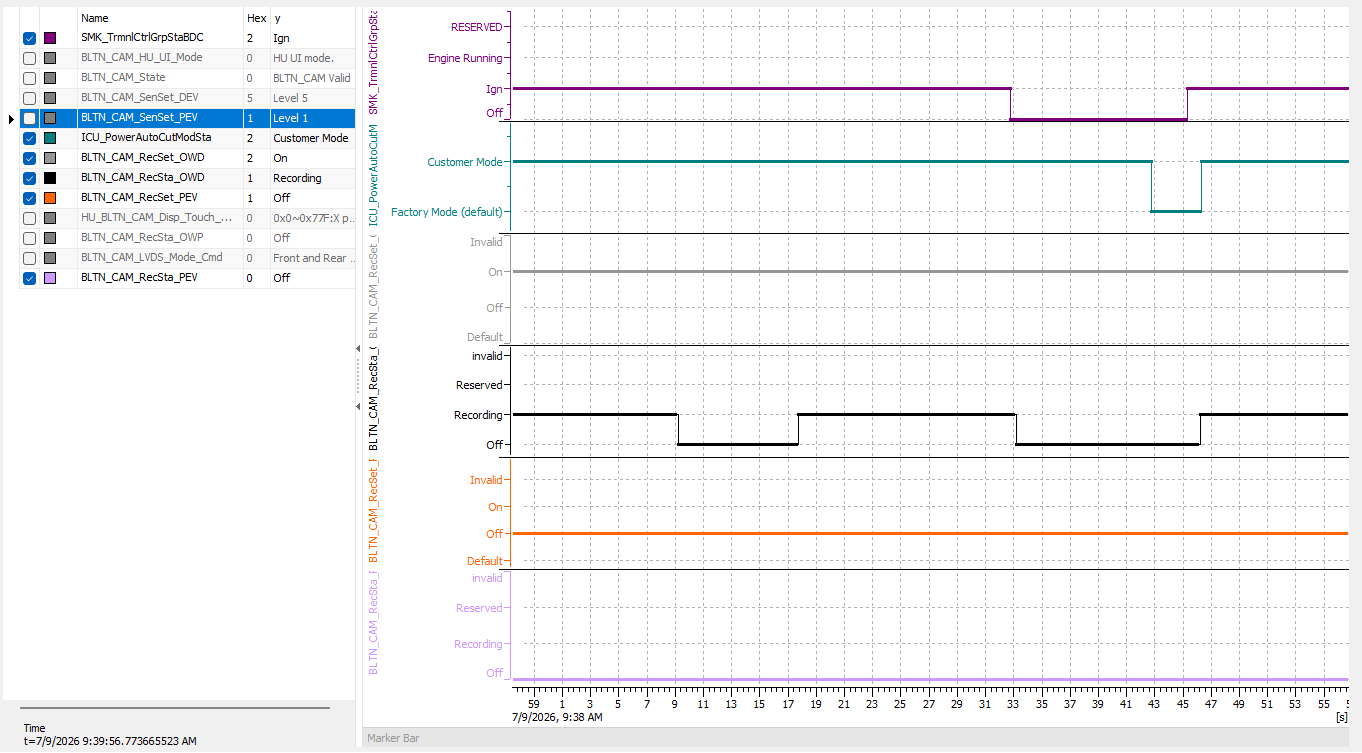 Name Hex y
SMK_TrmnlCtrlGrpStaBDC 2 Ign
BLTN_CAM_HU_UI_Mode 0 HU UI mode.
BLTN_CAM_State 0 BLTN_CAM Valid
BLTN_CAM_SenSet_DEV 5 Level 5
BLTN_CAM_SenSet_PEV 1 Level 1
ICU_PowerAutoCutModSta 2 Customer Mode
BLTN_CAM_RecSet_OWD 2 On
BLTN_CAM_RecSta_OWD 1 Recording
BLTN_CAM_RecSet_PEV 1 Off
HU_BLTN_CAM_Disp_Touch_... 0 0x0~0x77F:X p...
BLTN_CAM_RecSta_OWP 0 Off
BLTN_CAM_LVDS_Mode_Cmd 0 Front and Rear ...
BLTN_CAM_RecSta_PEV 0 Off
Time
t=7/9/2026 9:39:56.773665523 AM
SMK_TrmnlCtrlGrpSta
RESERVED
Engine Running
Ign
Off
ICU_PowerAutoCutM
Customer Mode
Factory Mode (default)
BLTN_CAM_RecSet_
Invalid
On
Off
Default
BLTN_CAM_RecSta_
invalid
Reserved
Recording
Off
BLTN_CAM_RecSet_
Invalid
On
Off
Default
BLTN_CAM_RecSta_
invalid
Reserved
Recording
Off
59 1 3 5 7 9 11 13 15 17 19 21 23 25 27 29 31 33 35 37 39 41 43 45 47 49 51 53 55
7/9/2026, 9:38 AM [s]
Marker Bar